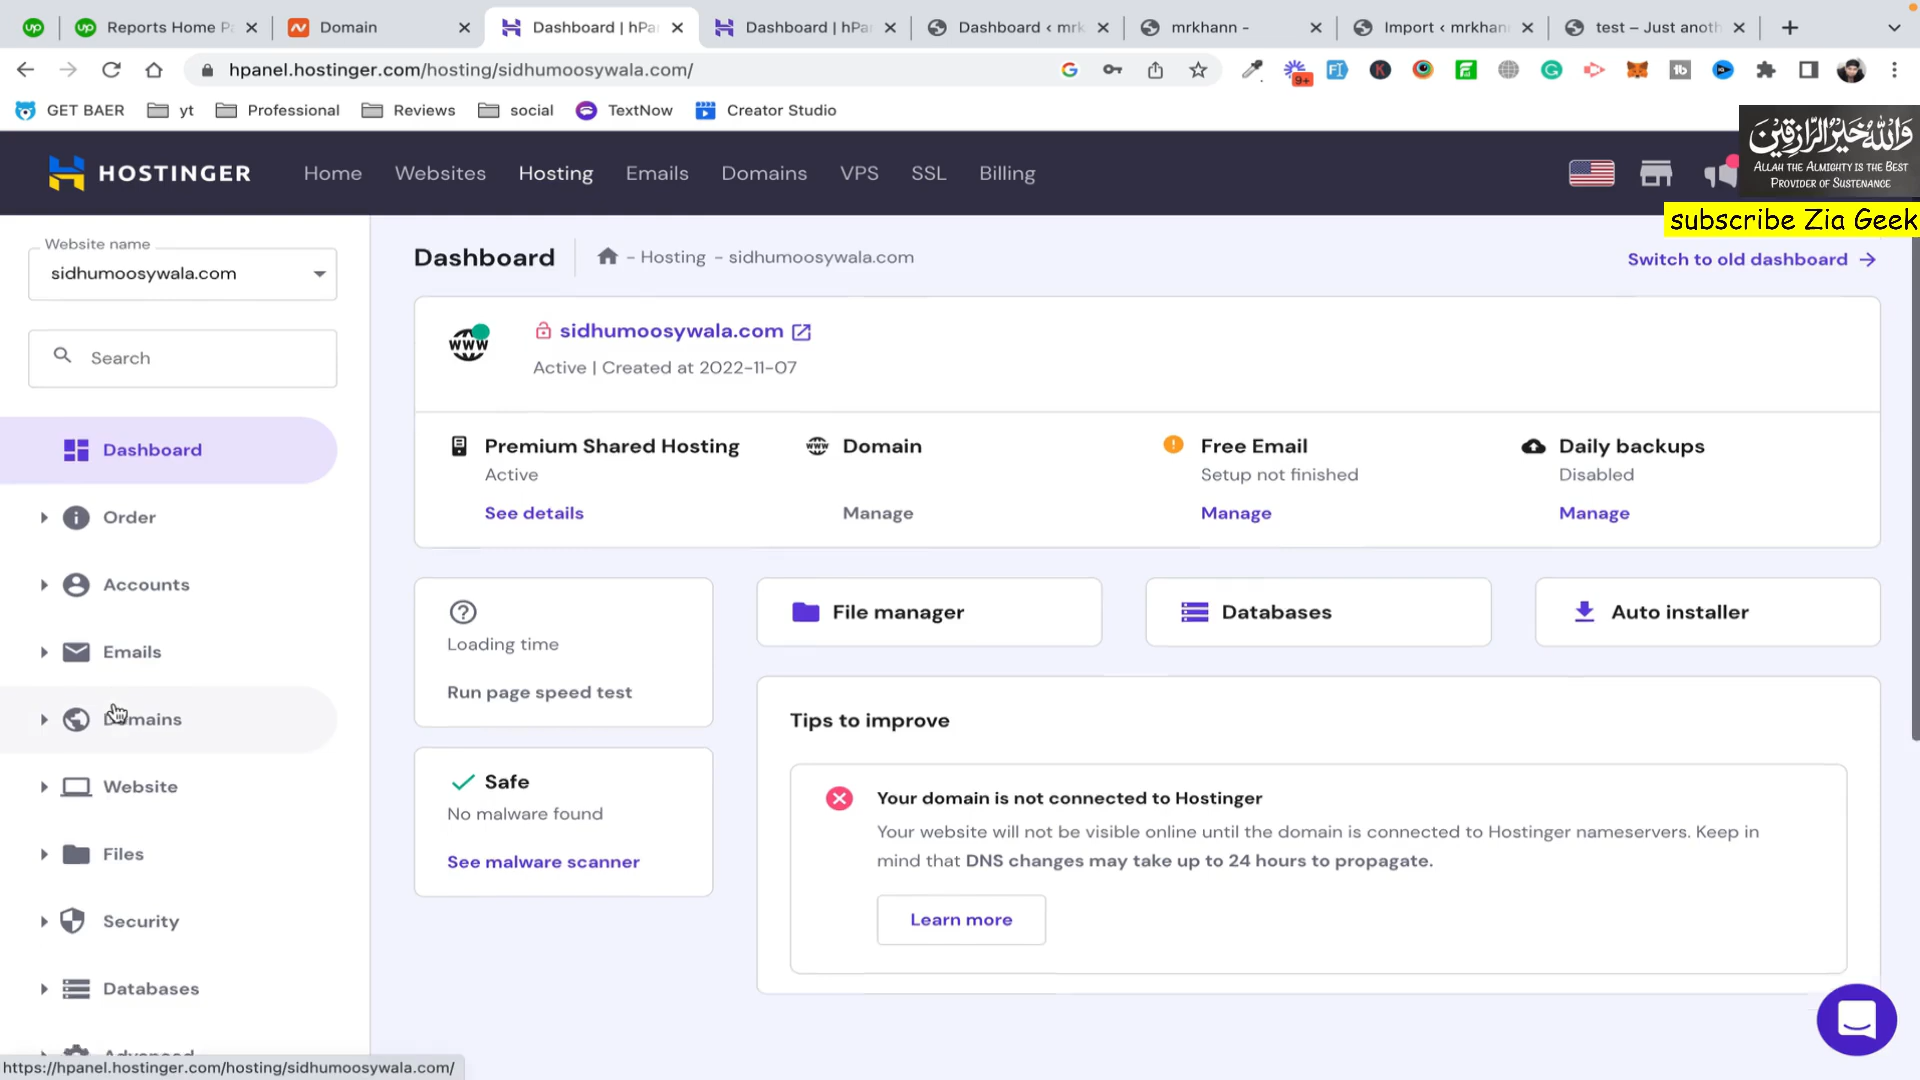 Reports Home P
Domain
Dashboard | hPa
Dashboard | hPa
Dashboard < mrk
mrkhann -
Import < mrkhan
test – Just anoth
hpanel.hostinger.com/hosting/sidhumoosywala.com/
9+
GET BAER
yt
Professional
Reviews
social
TextNow
Creator Studio
HOSTINGER
Home
Websites
Hosting
Emails
Domains
VPS
SSL
Billing
وَاللّٰهُ خَيْرُ الرَّازِقِينَ
ALLAH THE ALMIGHTY IS THE BEST
PROVIDER OF SUSTENANCE
subscribe Zia Geek
Website name
sidhumoosywala.com
Search
Dashboard
Order
Accounts
Emails
Domains
Website
Files
Security
Databases
Advanced
Dashboard
- Hosting - sidhumoosywala.com
Switch to old dashboard
www
sidhumoosywala.com
Active | Created at 2022-11-07
Premium Shared Hosting
Active
See details
Domain
Manage
Free Email
Setup not finished
Manage
Daily backups
Disabled
Manage
Loading time
Run page speed test
File manager
Databases
Auto installer
Safe
No malware found
See malware scanner
Tips to improve
Your domain is not connected to Hostinger
Your website will not be visible online until the domain is connected to Hostinger nameservers. Keep in
mind that DNS changes may take up to 24 hours to propagate.
Learn more
https://hpanel.hostinger.com/hosting/sidhumoosywala.com/